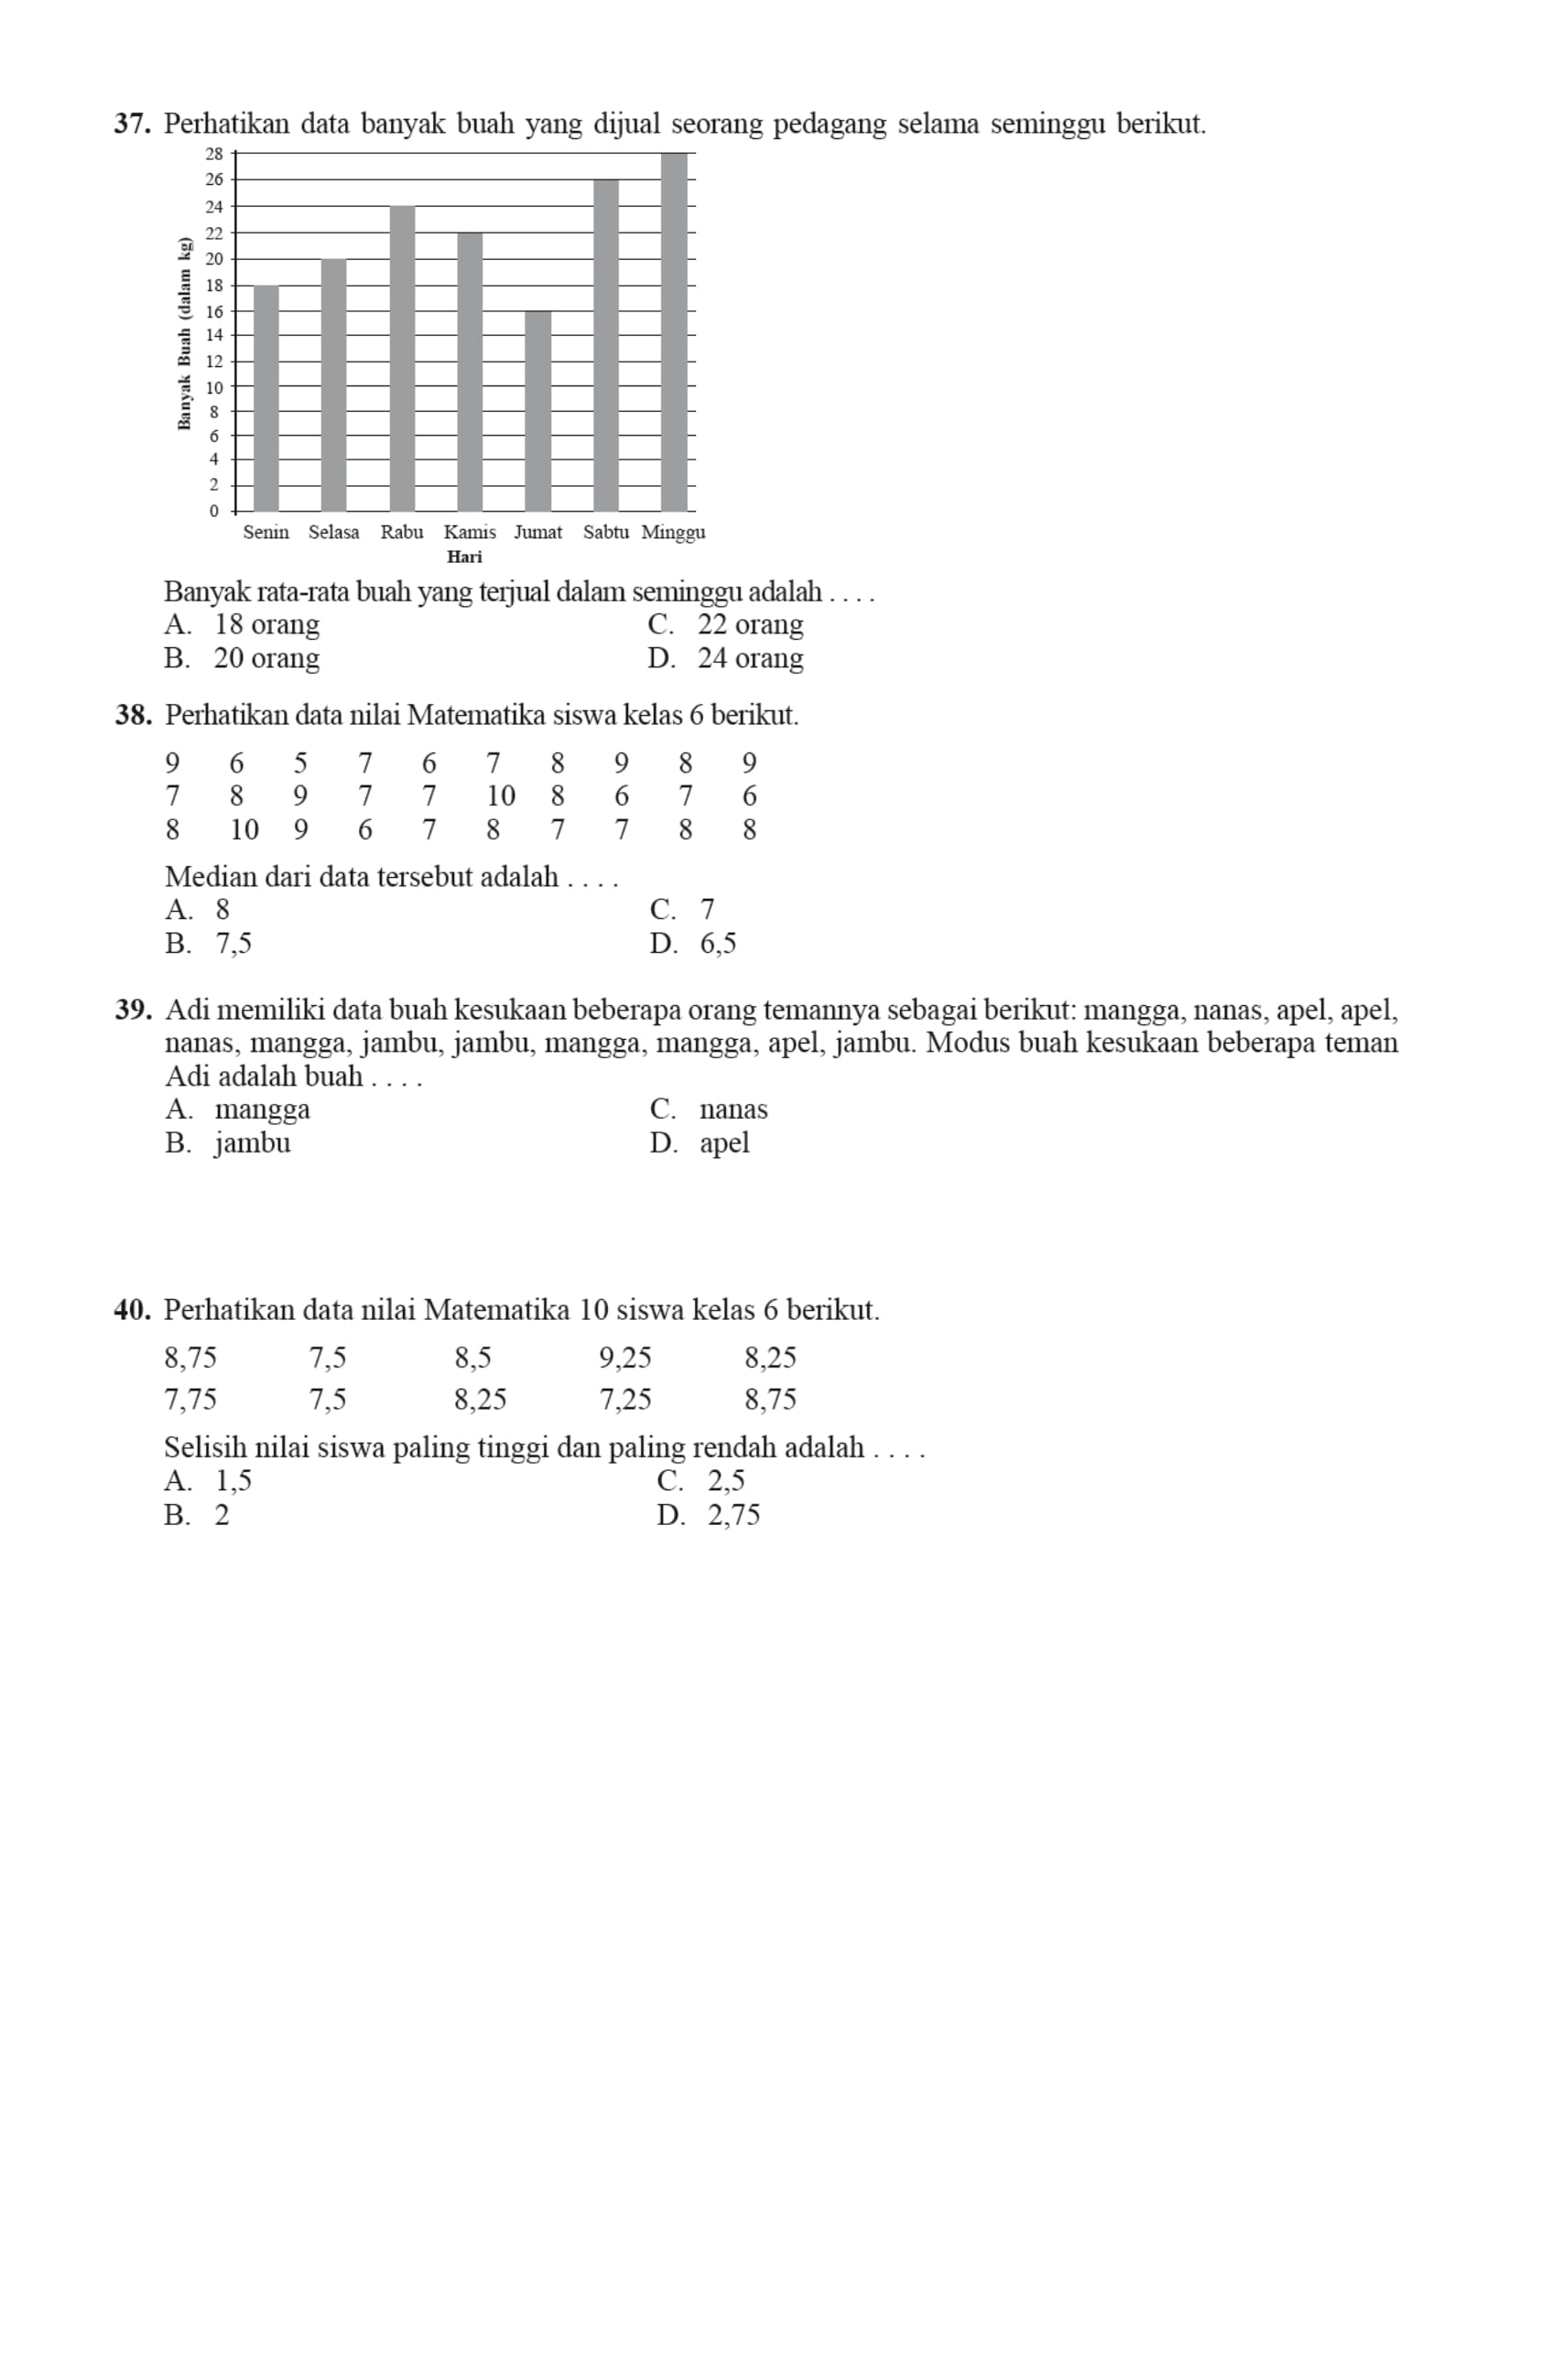 37. Perhatikan data banyak buah yang dijual seorang pedagang selama seminggu berikut.
28
26
24
22
20
18
16
14
12
10
8
6
4
2
0
Banyak Buah (dalam kg)
Senin Selasa Rabu Kamis Jumat Sabtu Minggu
Hari
Banyak rata-rata buah yang terjual dalam seminggu adalah . . . .
A. 18 orang C. 22 orang
B. 20 orang D. 24 orang
38. Perhatikan data nilai Matematika siswa kelas 6 berikut.
9 6 5 7 6 7 8 9 8 9
7 8 9 7 7 10 8 6 7 6
8 10 9 6 7 8 7 7 8 8
Median dari data tersebut adalah . . . .
A. 8 C. 7
B. 7,5 D. 6,5
39. Adi memiliki data buah kesukaan beberapa orang temannya sebagai berikut: mangga, nanas, apel, apel,
nanas, mangga, jambu, jambu, mangga, mangga, apel, jambu. Modus buah kesukaan beberapa teman
Adi adalah buah . . . .
A. mangga C. nanas
B. jambu D. apel
40. Perhatikan data nilai Matematika 10 siswa kelas 6 berikut.
8,75 7,5 8,5 9,25 8,25
7,75 7,5 8,25 7,25 8,75
Selisih nilai siswa paling tinggi dan paling rendah adalah . . . .
A. 1,5 C. 2,5
B. 2 D. 2,75